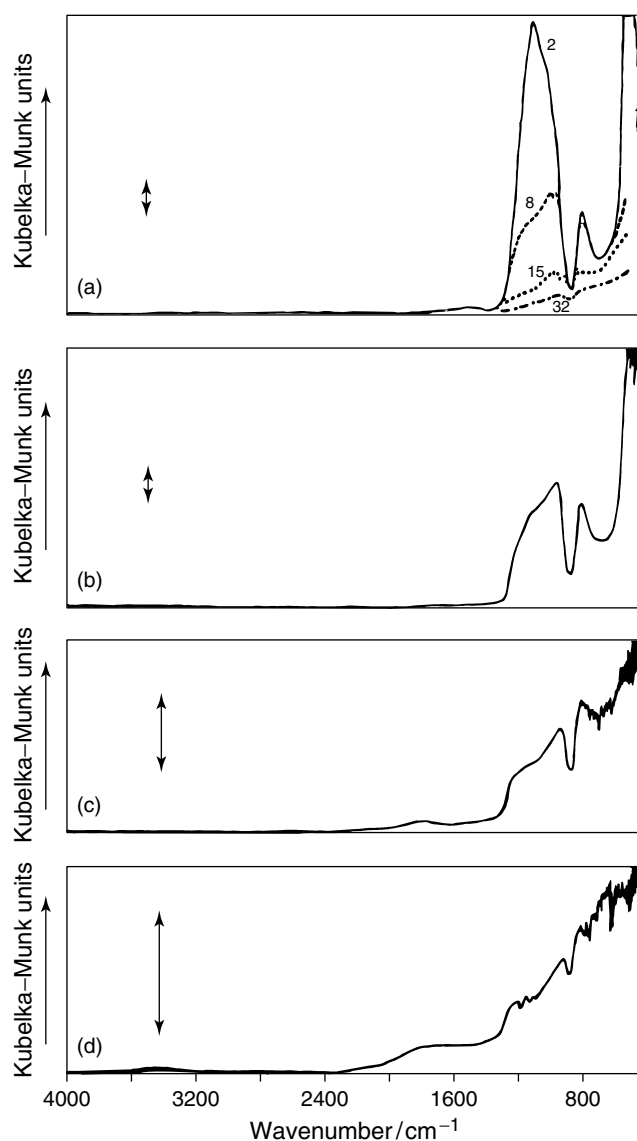 Kubelka–Munk units
2
8
15
32
(a)
Kubelka–Munk units
(b)
Kubelka–Munk units
(c)
Kubelka–Munk units
(d)
4000 3200 2400 1600 800
Wavenumber/cm⁻¹